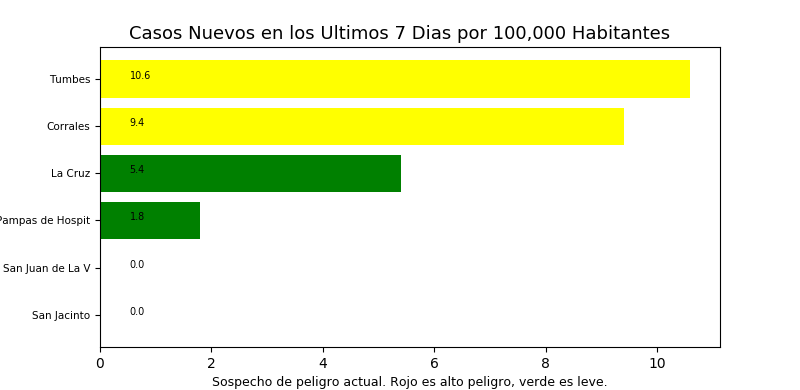 Casos Nuevos en los Ultimos 7 Dias por 100,000 Habitantes
Tumbes 10.6
Corrales 9.4
La Cruz 5.4
Pampas de Hospit 1.8
San Juan de La V 0.0
San Jacinto 0.0
0 2 4 6 8 10
Sospecho de peligro actual. Rojo es alto peligro, verde es leve.